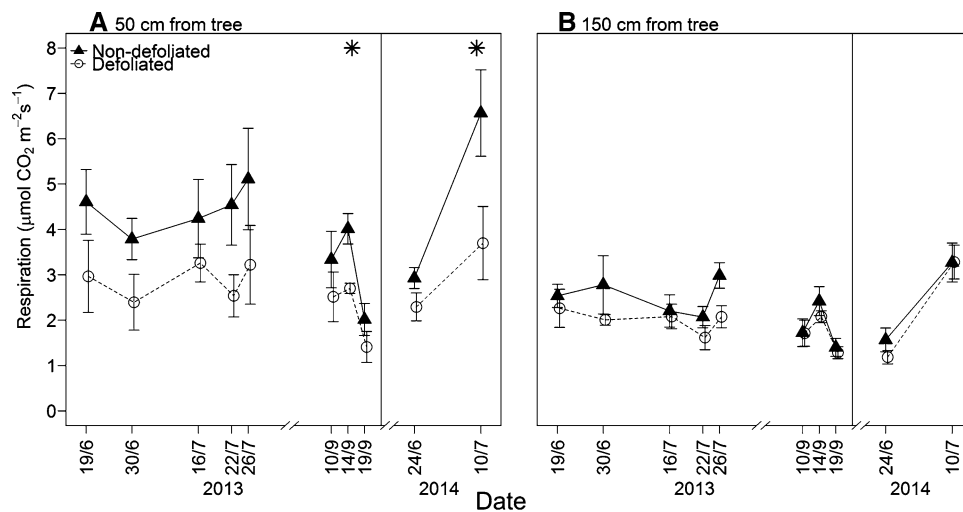 A 50 cm from tree
B 150 cm from tree
Non-defoliated
Defoliated
Respiration (µmol CO₂ m⁻²s⁻¹)
8
7
6
5
4
3
2
1
0
19/6 30/6 16/7 22/7 26/7 10/9 14/9 19/9 24/6 10/7
19/6 30/6 16/7 22/7 26/7 10/9 14/9 19/9 24/6 10/7
2013 2014 2013 2014
Date